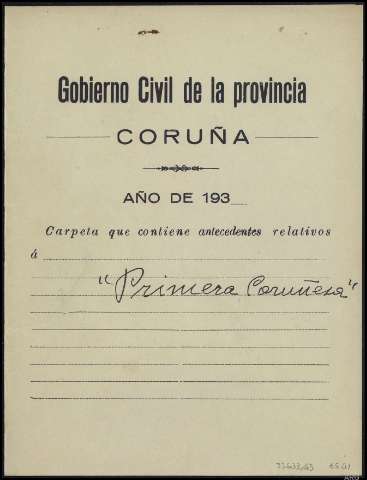 Gobierno Civil de la provincia
CORUÑA
AÑO DE 193
Carpeta que contiene antecedentes relativos
á
"Primera Coruñesa"